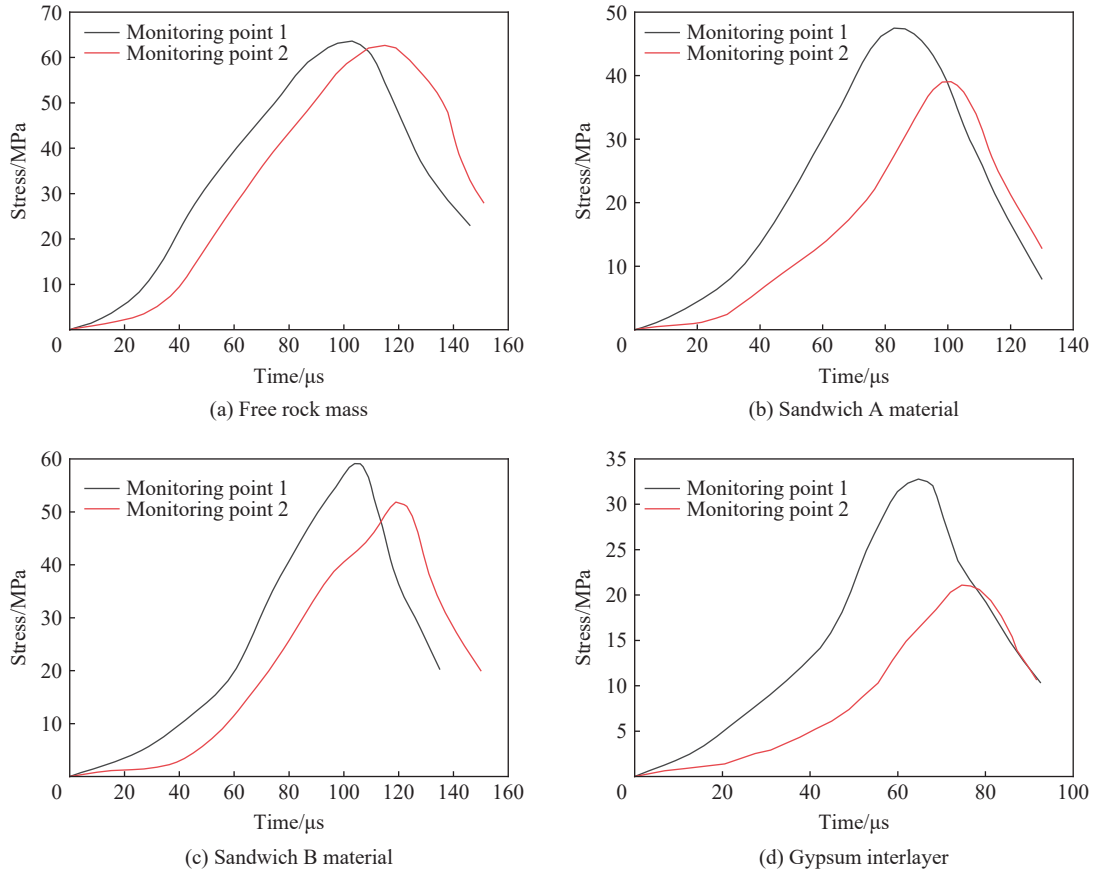 70
60
50
40
30
20
10
0
20
40
60
80
100
120
140
160
Stress/MPa
Time/μs
Monitoring point 1
Monitoring point 2
(a) Free rock mass
50
40
30
20
10
0
20
40
60
80
100
120
140
Stress/MPa
Time/μs
Monitoring point 1
Monitoring point 2
(b) Sandwich A material
60
50
40
30
20
10
0
20
40
60
80
100
120
140
160
Stress/MPa
Time/μs
Monitoring point 1
Monitoring point 2
(c) Sandwich B material
35
30
25
20
15
10
5
0
20
40
60
80
100
Stress/MPa
Time/μs
Monitoring point 1
Monitoring point 2
(d) Gypsum interlayer